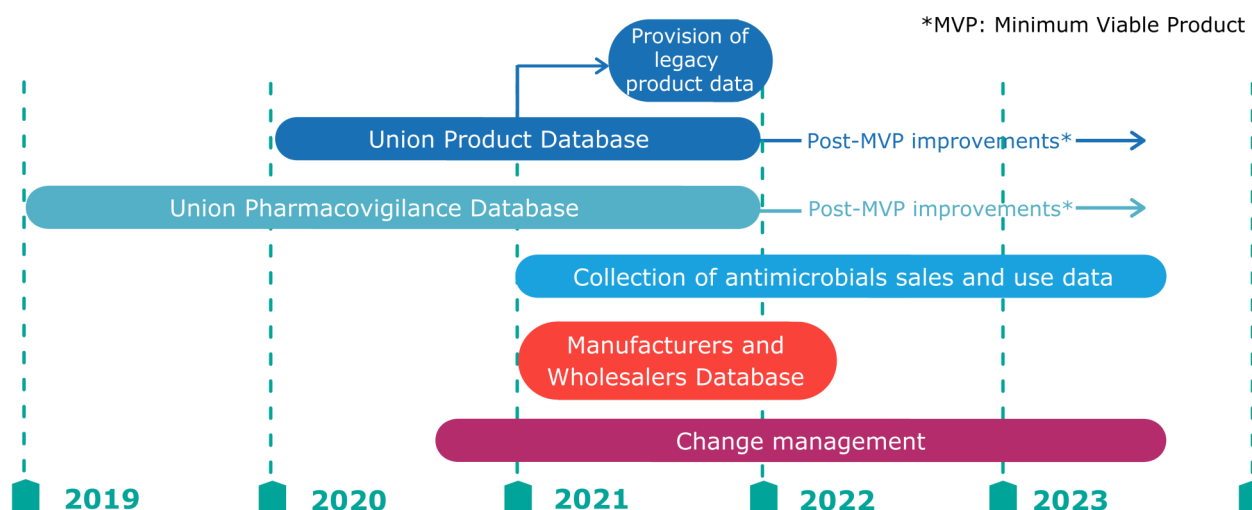 *MVP: Minimum Viable Product
Provision of
legacy
product data
Union Product Database
Post-MVP improvements*
Union Pharmacovigilance Database
Post-MVP improvements*
Collection of antimicrobials sales and use data
Manufacturers and
Wholesalers Database
Change management
2019
2020
2021
2022
2023